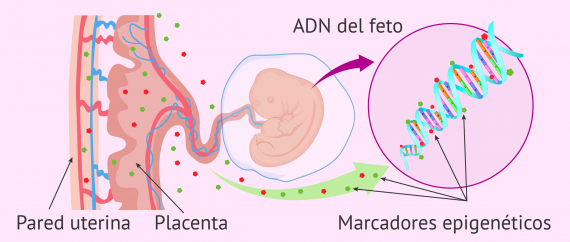 ADN del feto
Pared uterina
Placenta
Marcadores epigenéticos